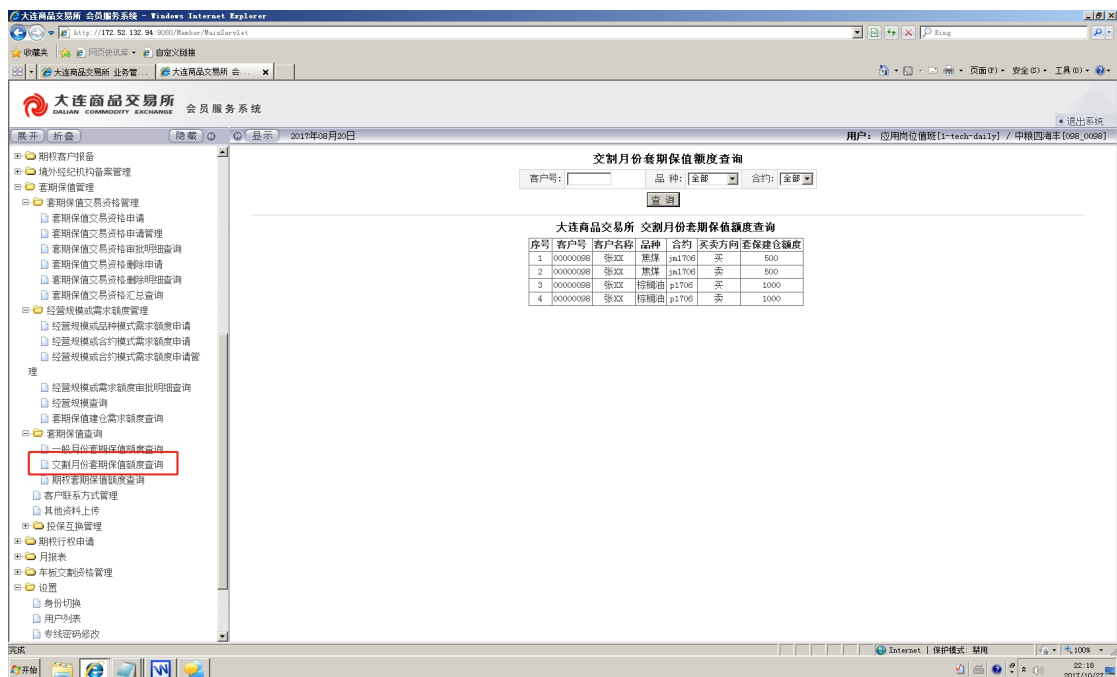 大连商品交易所 会员服务系统 - Windows Internet Explorer
http://172.52.132.94:9080/Member/MainServlet
Bing
收藏夹 网页快讯库 自定义链接
大连商品交易所 业务管... 大连商品交易所 会... 页面(P) 安全(S) 工具(O)
大连商品交易所 会员服务系统
DALIAN COMMODITY EXCHANGE
退出系统
展开 折叠 隐藏 显示 2017年08月20日 用户: 应用岗位值班[1-tech-daily] / 中粮四海丰[098_0098]
期权客户报备
境外经纪机构备案管理
套期保值管理
套期保值交易资格管理
套期保值交易资格申请
套期保值交易资格申请管理
套期保值交易资格审批明细查询
套期保值交易资格删除申请
套期保值交易资格删除明细查询
套期保值交易资格汇总查询
经营规模或需求额度管理
经营规模或品种模式需求额度申请
经营规模或合约模式需求额度申请
经营规模或合约模式需求额度申请管
理
经营规模或需求额度审批明细查询
经营规模查询
套期保值建仓需求额度查询
套期保值查询
一般月份套期保值额度查询
交割月份套期保值额度查询
期权套期保值额度查询
客户联系方式管理
其他资料上传
投保互换管理
期权行权申请
月报表
车板交割资格管理
设置
身份切换
用户列表
专线密码修改
交割月份套期保值额度查询
客户号: 品 种: 全部 合约: 全部
查 询
大连商品交易所 交割月份套期保值额度查询
序号 客户号 客户名称 品种 合约 买卖方向 套保建仓额度
1 00000098 张XX 焦煤 jm1706 买 500
2 00000098 张XX 焦煤 jm1706 卖 500
3 00000098 张XX 棕榈油 p1706 买 1000
4 00000098 张XX 棕榈油 p1706 卖 1000
完成 Internet | 保护模式: 禁用 100%
开始 22:18
2017/10/27